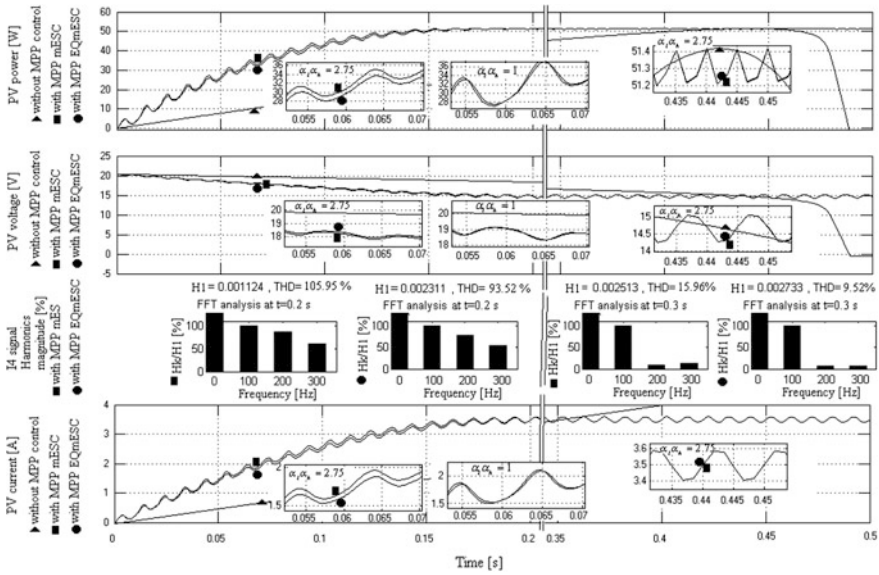 PV power [W]
without MPP control
with MPP mESC
with MPP EQmESC
60
50
40
30
20
10
0
α₂α_A = 2.75
36
34
32
30
28
0.055 0.06 0.065 0.07
α₂α_A = 1
36
34
32
30
28
0.055 0.06 0.065 0.07
α₂α_A = 2.75
51.4
51.3
51.2
0.435 0.44 0.445 0.45
PV voltage [V]
without MPP control
with MPP mESC
with MPP EQmESC
25
20
15
10
5
0
-5
α₂α_A = 2.75
20
19
18
0.055 0.06 0.065 0.07
α₂α_A = 1
20
19
18
0.055 0.06 0.065 0.07
α₂α_A = 2.75
15
14.5
14
0.435 0.44 0.445 0.45
I4 signal
Harmonics
magnitude [%]
with MPP mES
with MPP EQmESC
H1= 0.001124 , THD= 105.95 %
FFT analysis at t=0.2 s
Hk/H1 [%]
100
50
0
0 100 200 300
Frequency [Hz]
H1=0.002311 , THD= 93.52 %
FFT analysis at t=0.2 s
Hk/H1 [%]
100
50
0
0 100 200 300
Frequency [Hz]
H1=0.002513 , THD= 15.96%
FFT analysis at t=0.3 s
Hk/H1 [%]
100
50
0
0 100 200 300
Frequency [Hz]
H1=0.002733 , THD= 9.52%
FFT analysis at t=0.3 s
Hk/H1 [%]
100
50
0
0 100 200 300
Frequency [Hz]
PV current [A]
without MPP control
with MPP mESC
with MPP EQmESC
4
3
2
1
0
α₂α_A = 2.75
2
1.5
0.055 0.06 0.065 0.07
α₂α_A = 1
2
1.5
0.055 0.06 0.065 0.07
α₂α_A = 2.75
3.6
3.5
3.4
0.435 0.44 0.445 0.45
0 0.05 0.1 0.15 0.2 0.35 0.4 0.45 0.5
Time [s]